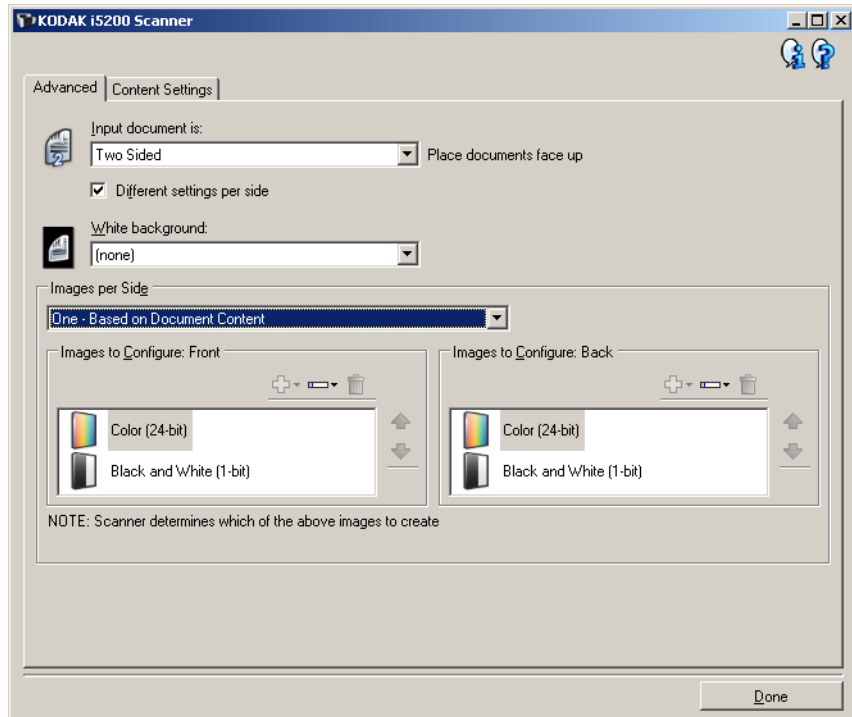 KODAK i5200 Scanner
Advanced
Content Settings
Input document is:
Two Sided
Place documents face up
Different settings per side
White background:
(none)
Images per Side
One - Based on Document Content
Images to Configure: Front
Color (24-bit)
Black and White (1-bit)
Images to Configure: Back
Color (24-bit)
Black and White (1-bit)
NOTE: Scanner determines which of the above images to create
Done